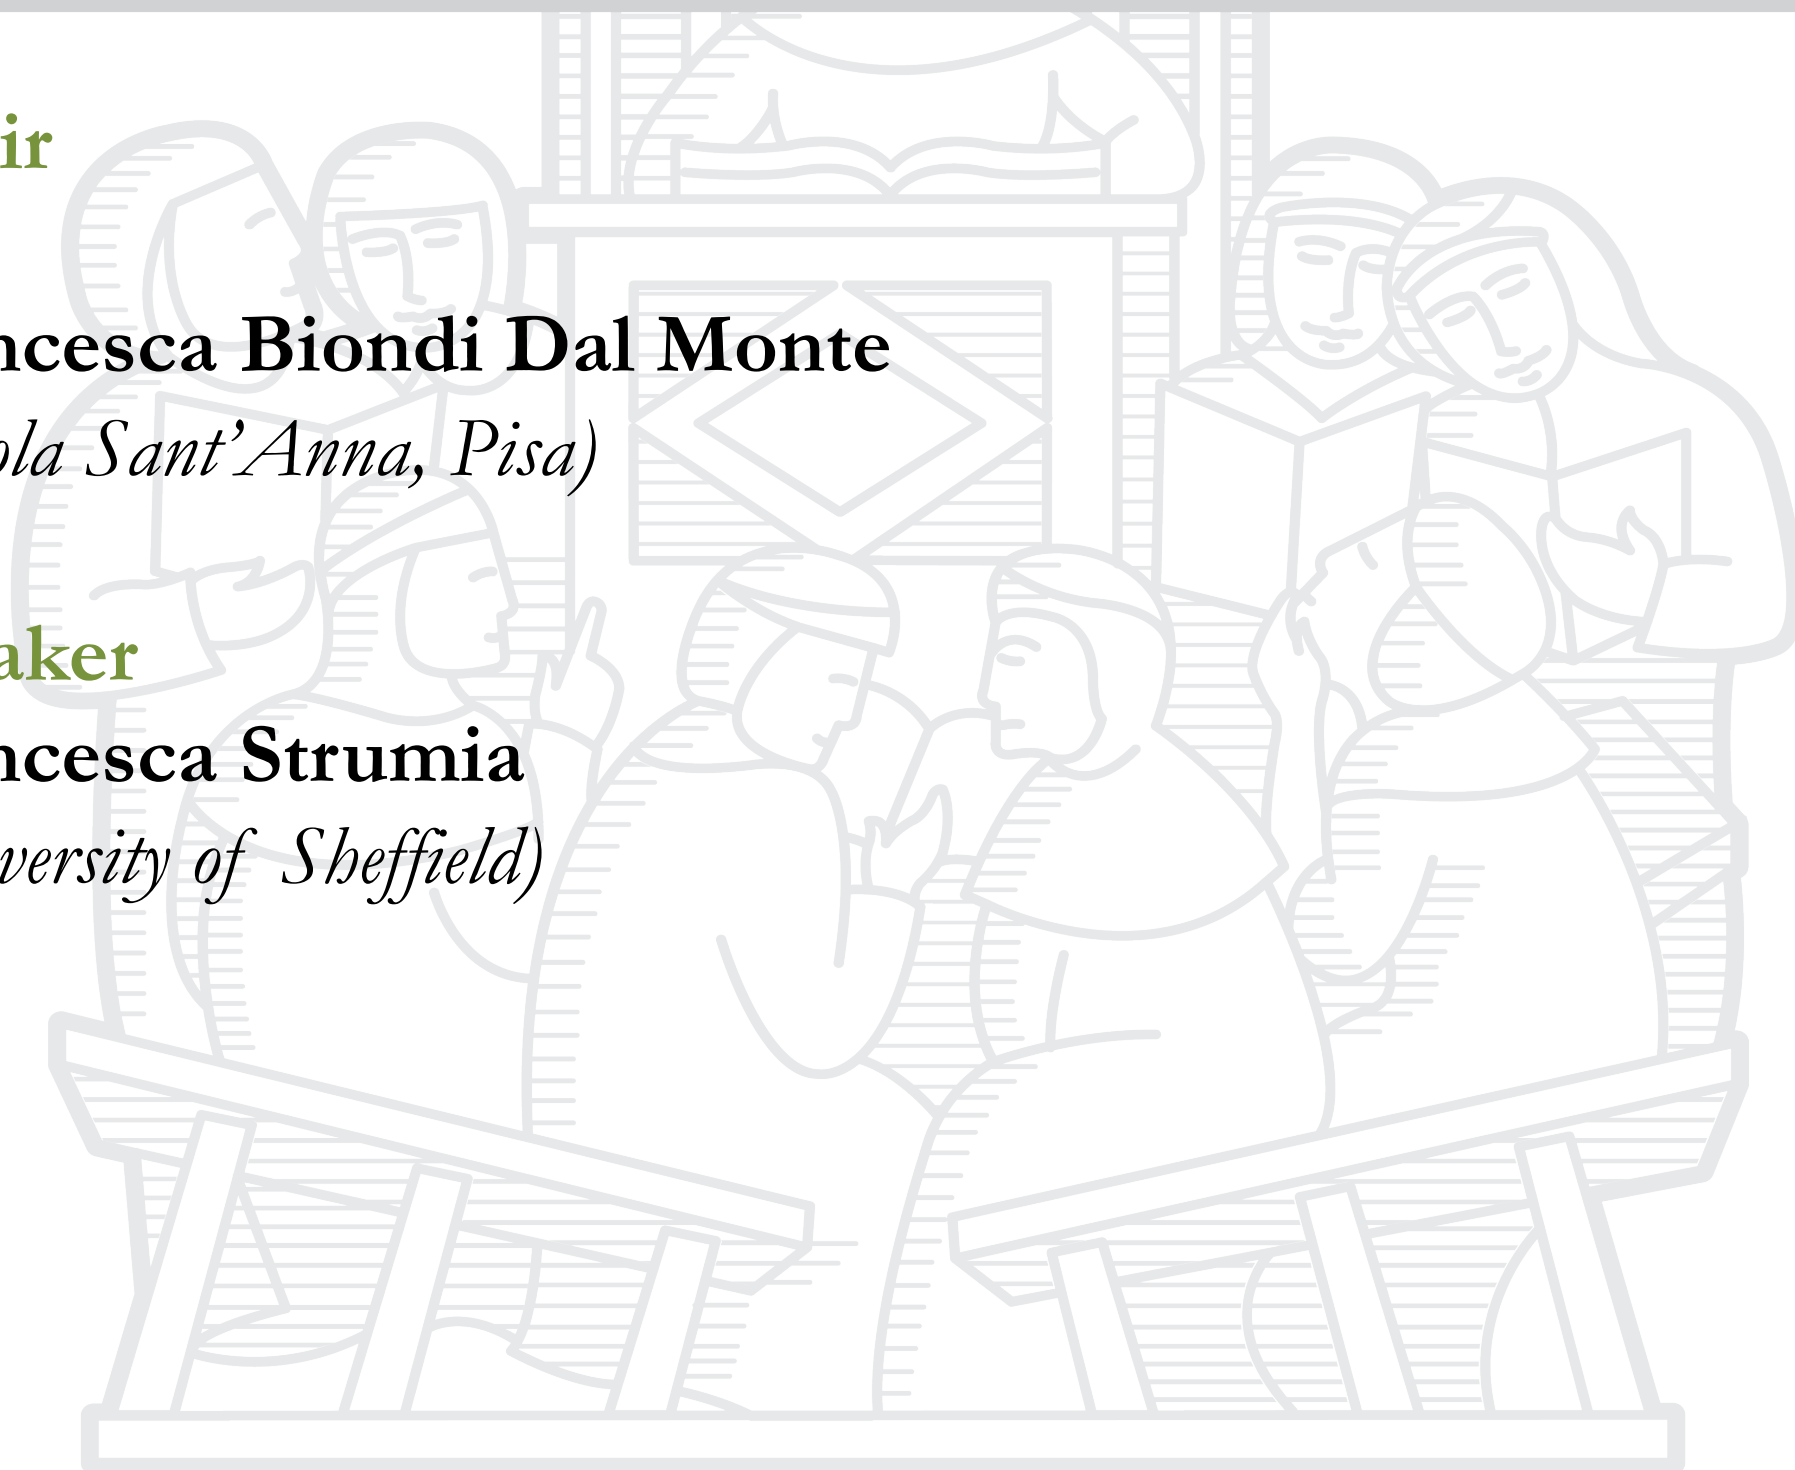 ir
ncesca Biondi Dal Monte
ola Sant’Anna, Pisa)
aker
ncesca Strumia
versity of Sheffield)